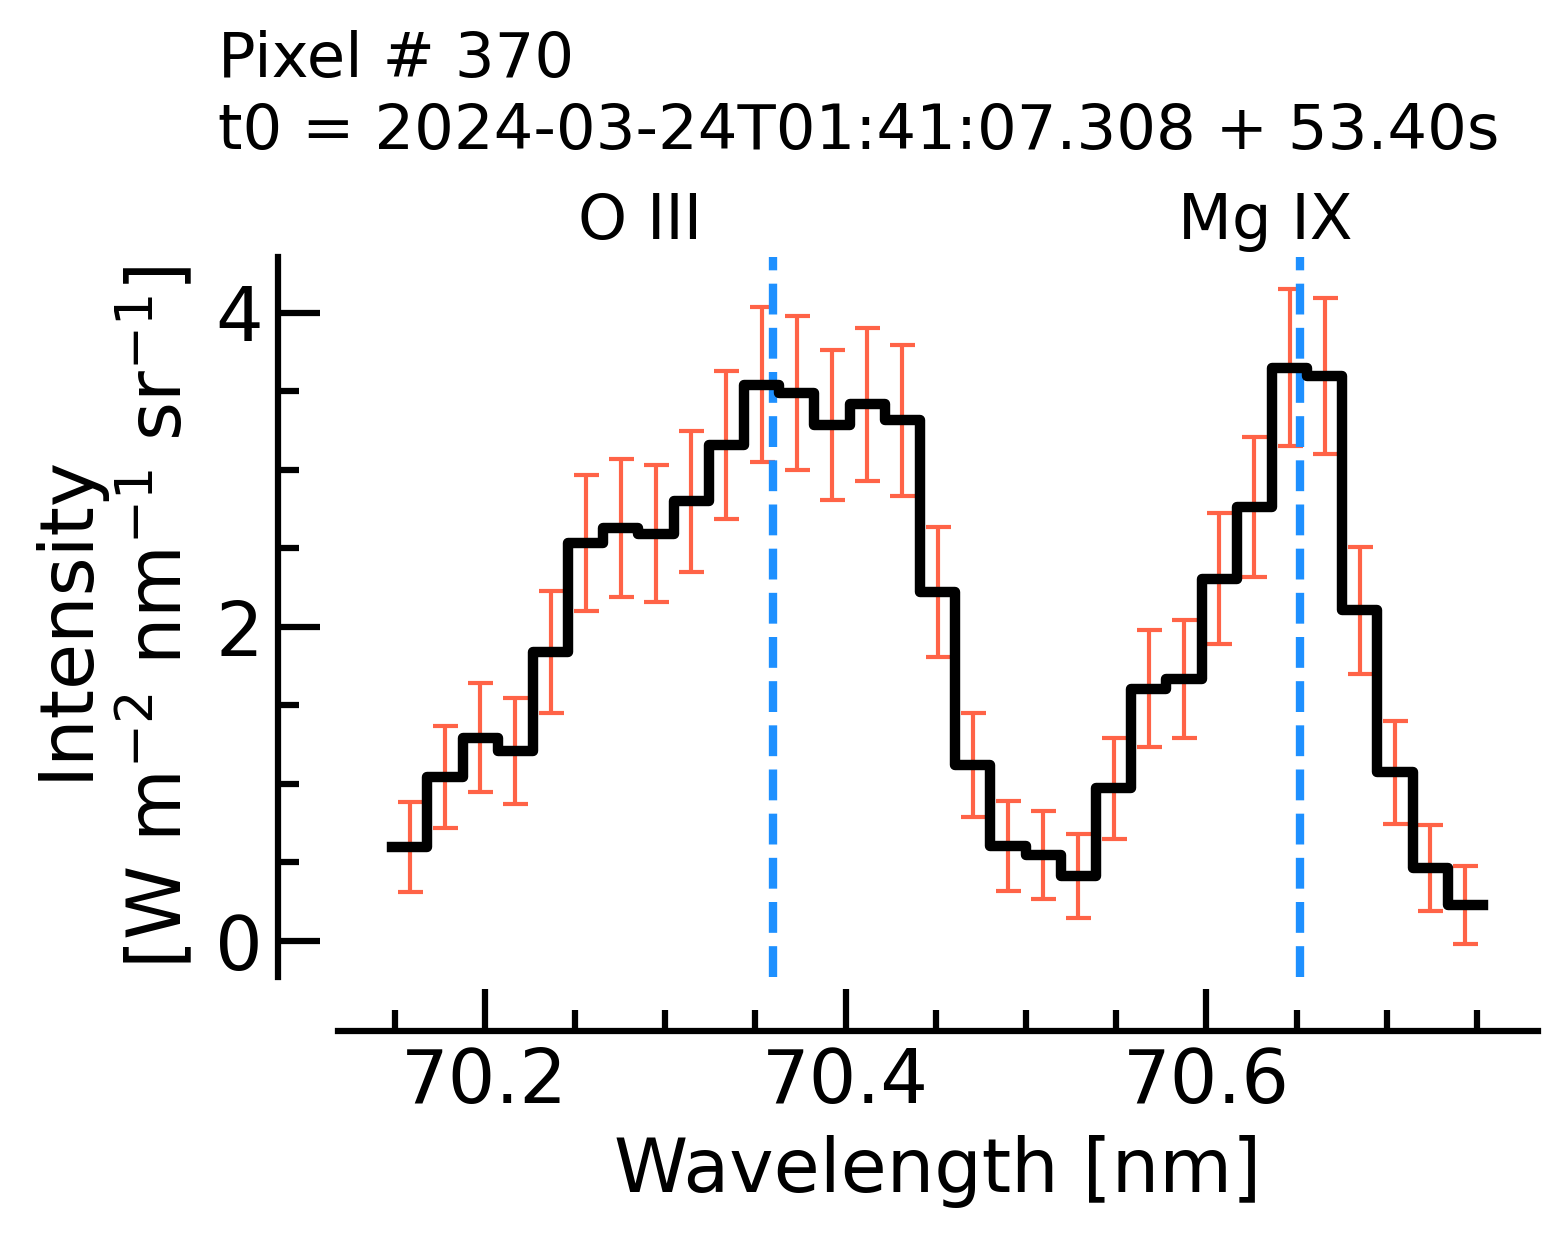 Pixel # 370
t0 = 2024-03-24T01:41:07.308 + 53.40s
O III Mg IX
Intensity
[W m⁻² nm⁻¹ sr⁻¹]
4
2
0
70.2 70.4 70.6
Wavelength [nm]